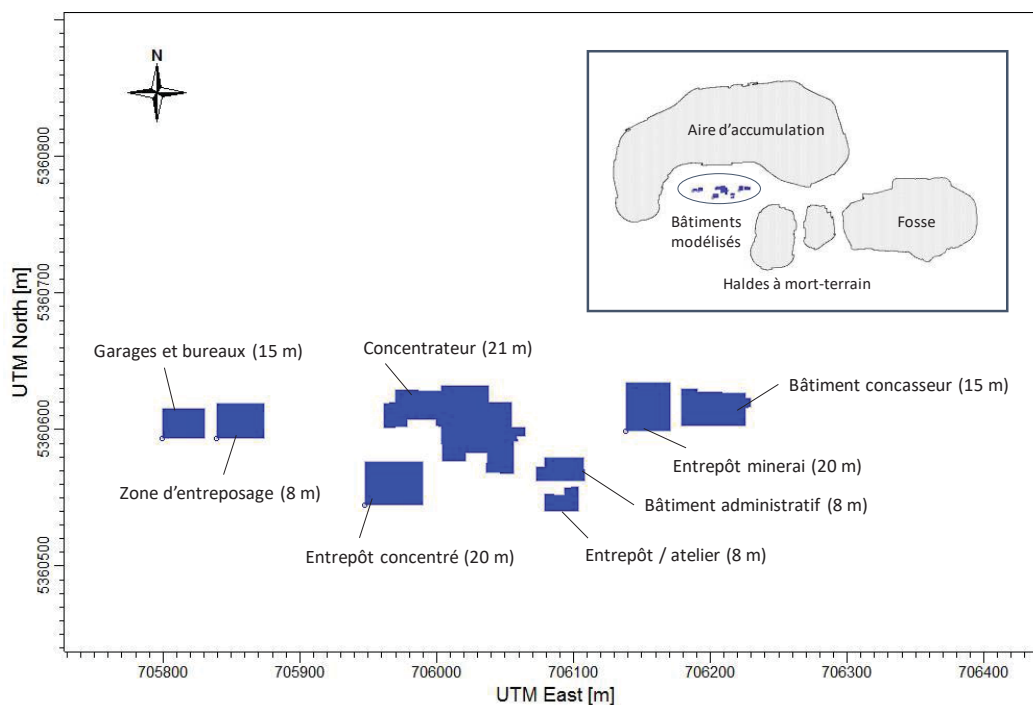 N
Aire d'accumulation
Bâtiments
modélisés
Fosse
Haldes à mort-terrain
UTM North [m]
5360800
5360700
5360600
5360500
Garages et bureaux (15 m)
Concentrateur (21 m)
Bâtiment concasseur (15 m)
Entrepôt minerai (20 m)
Zone d'entreposage (8 m)
Bâtiment administratif (8 m)
Entrepôt concentré (20 m)
Entrepôt / atelier (8 m)
705800 705900 706000 706100 706200 706300 706400
UTM East [m]